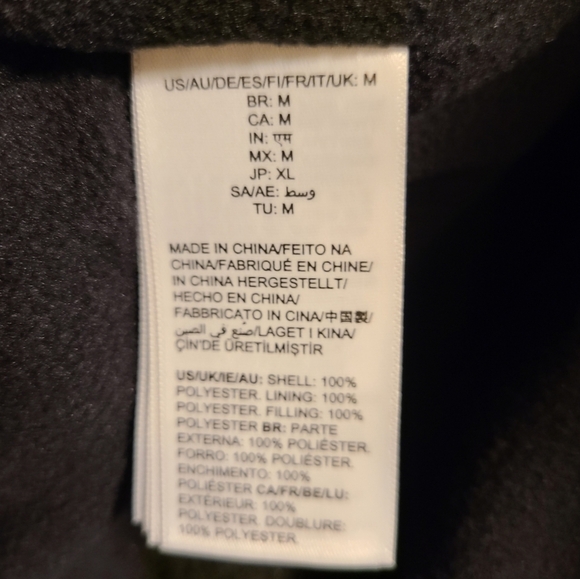 US/AU/DE/ES/FI/FR/IT/UK: M
BR: M
CA: M
IN: एम
MX: M
JP: XL
SA/AE: وسط
TU: M
MADE IN CHINA/FEITO NA
CHINA/FABRIQUÉ EN CHINE/
IN CHINA HERGESTELLT/
HECHO EN CHINA/
FABBRICATO IN CINA/中国製/
صنع في الصين/LAGET I KINA/
ÇİN'DE ÜRETİLMİŞTİR
US/UK/IE/AU: SHELL: 100%
POLYESTER. LINING: 100%
POLYESTER. FILLING: 100%
POLYESTER BR: PARTE
EXTERNA: 100% POLIÉSTER.
FORRO: 100% POLIÉSTER.
ENCHIMENTO: 100%
POLIÉSTER CA/FR/BE/LU:
EXTÉRIEUR: 100%
POLYESTER. DOUBLURE:
100% POLYESTER.